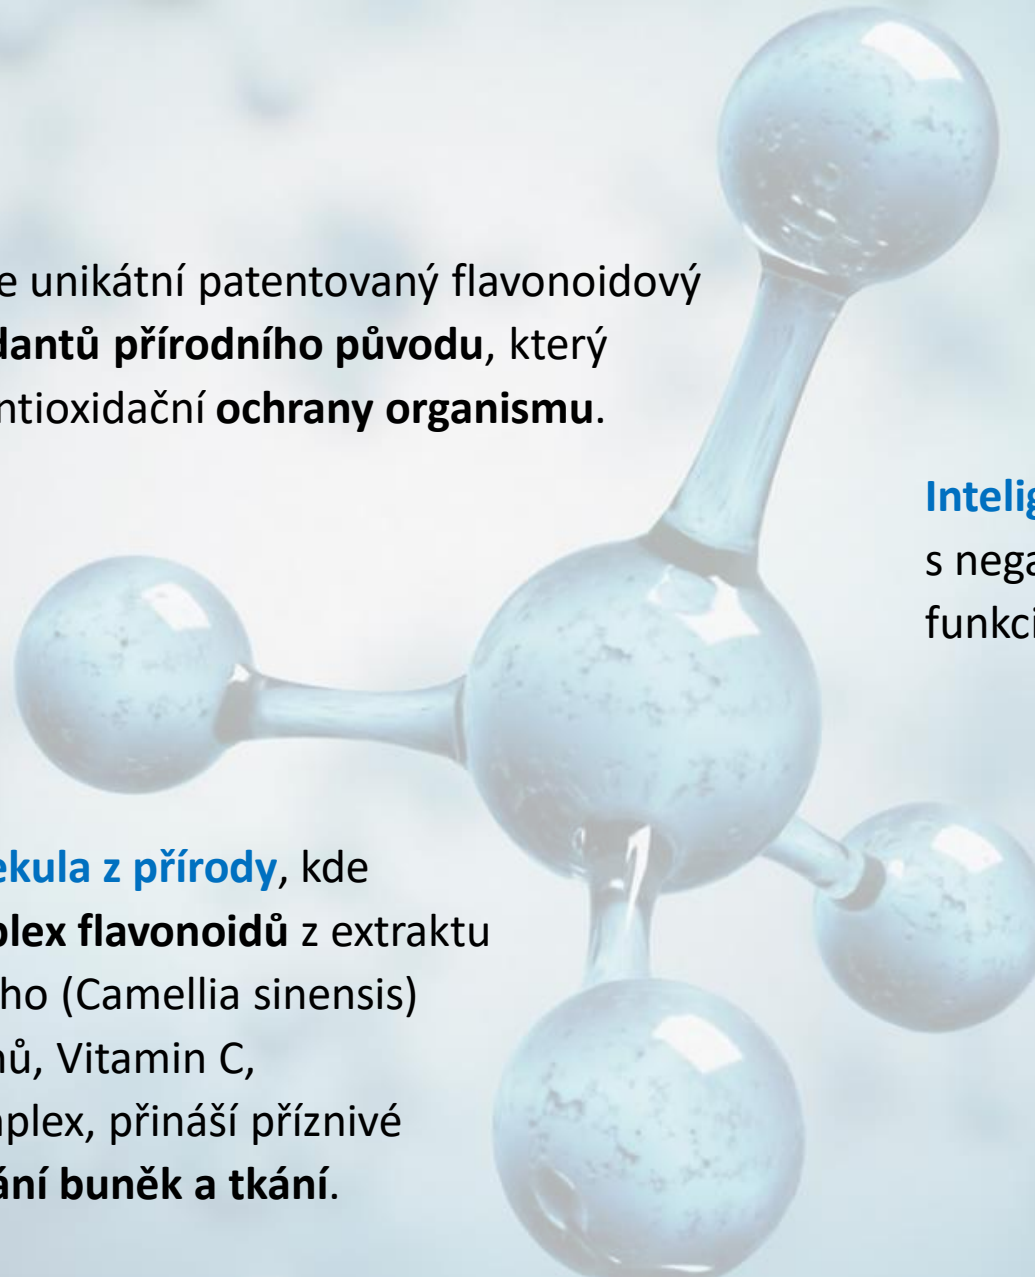 e unikátní patentovaný flavonoidový
dantů přírodního původu, který
ntioxidační ochrany organismu.
Intelig
s nega
funkci
ekula z přírody, kde
plex flavonoidů z extraktu
ho (Camellia sinensis)
nů, Vitamin C,
nplex, přináší příznivé
ání buněk a tkání.